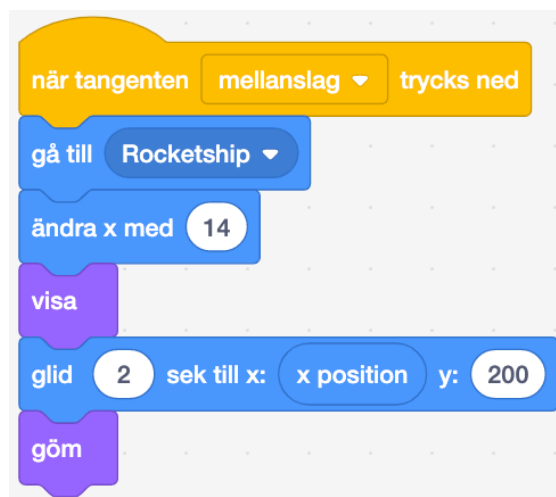 när tangenten mellanslag trycks ned
gå till Rocketship
ändra x med 14
visa
glid 2 sek till x: x position y: 200
göm